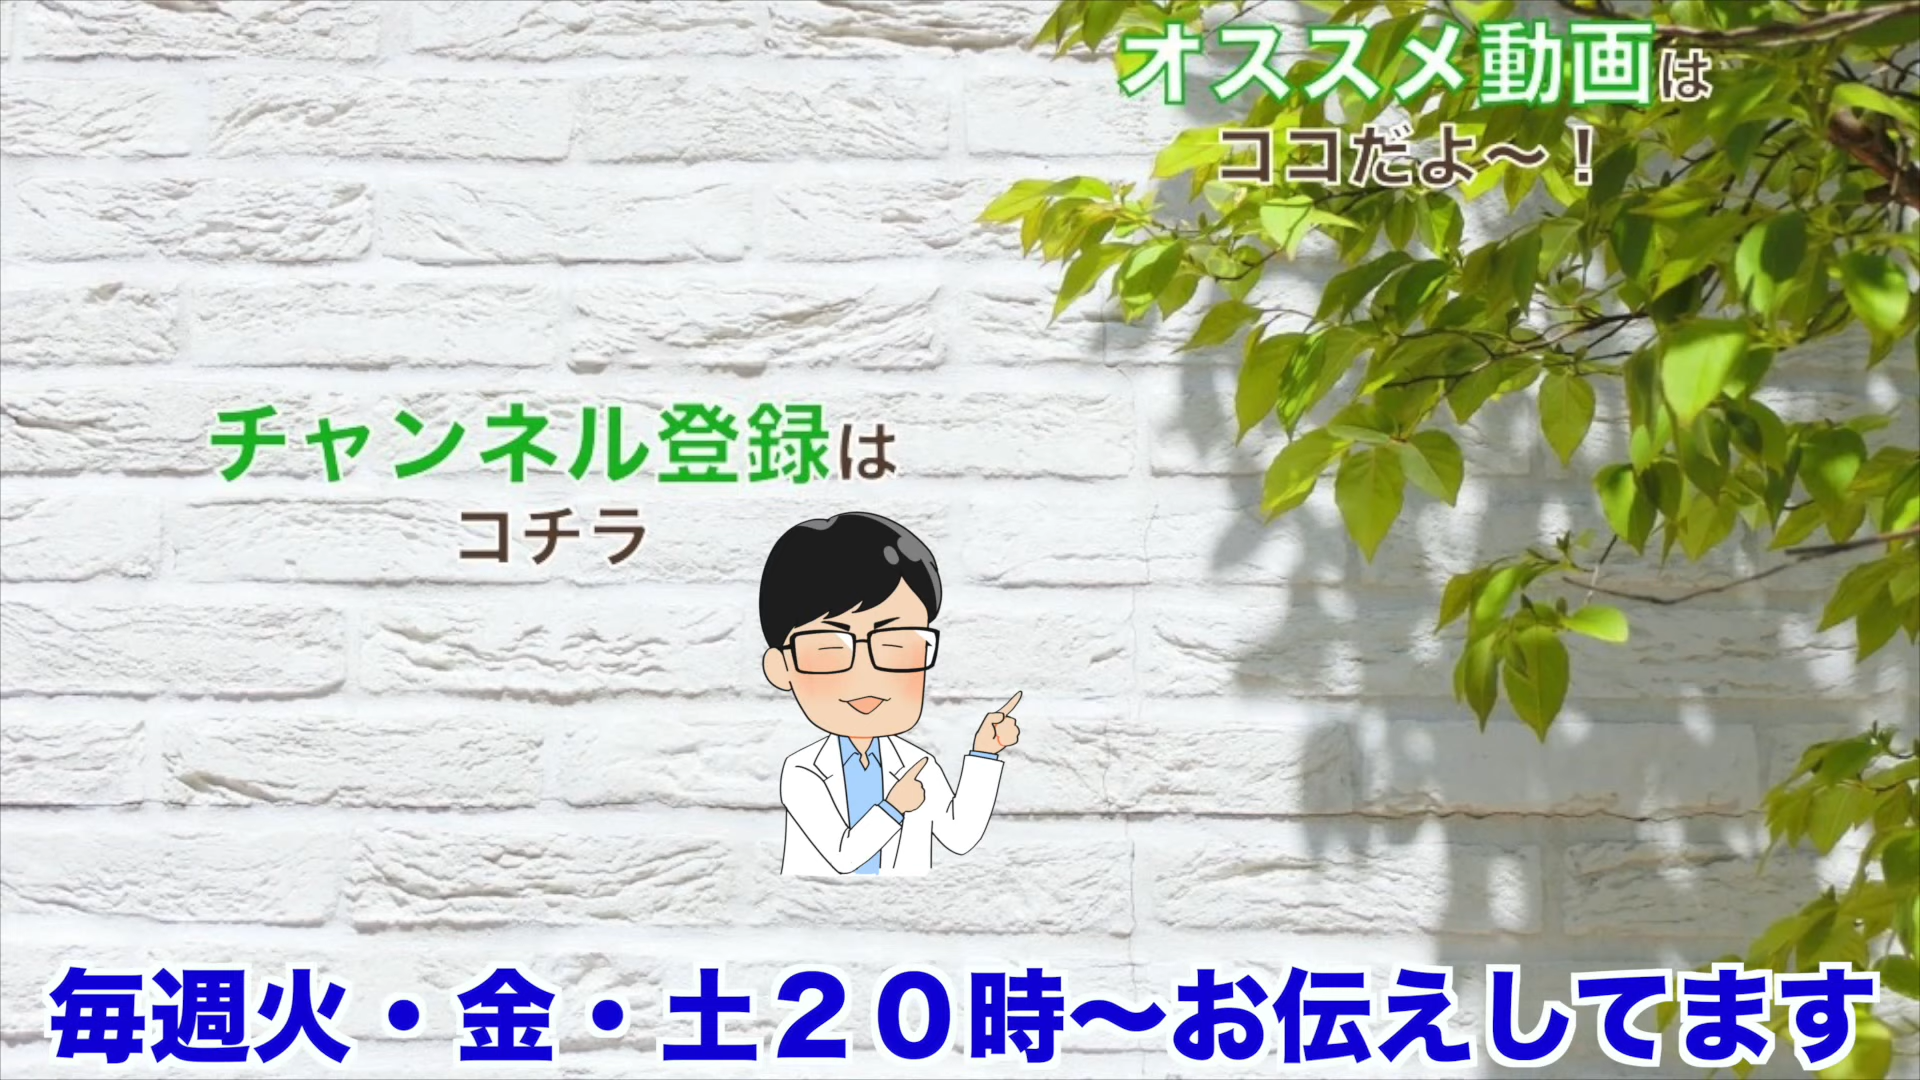 オススメ動画は
ココだよ～！
チャンネル登録は
コチラ
毎週火・金・土２０時～お伝えしてます